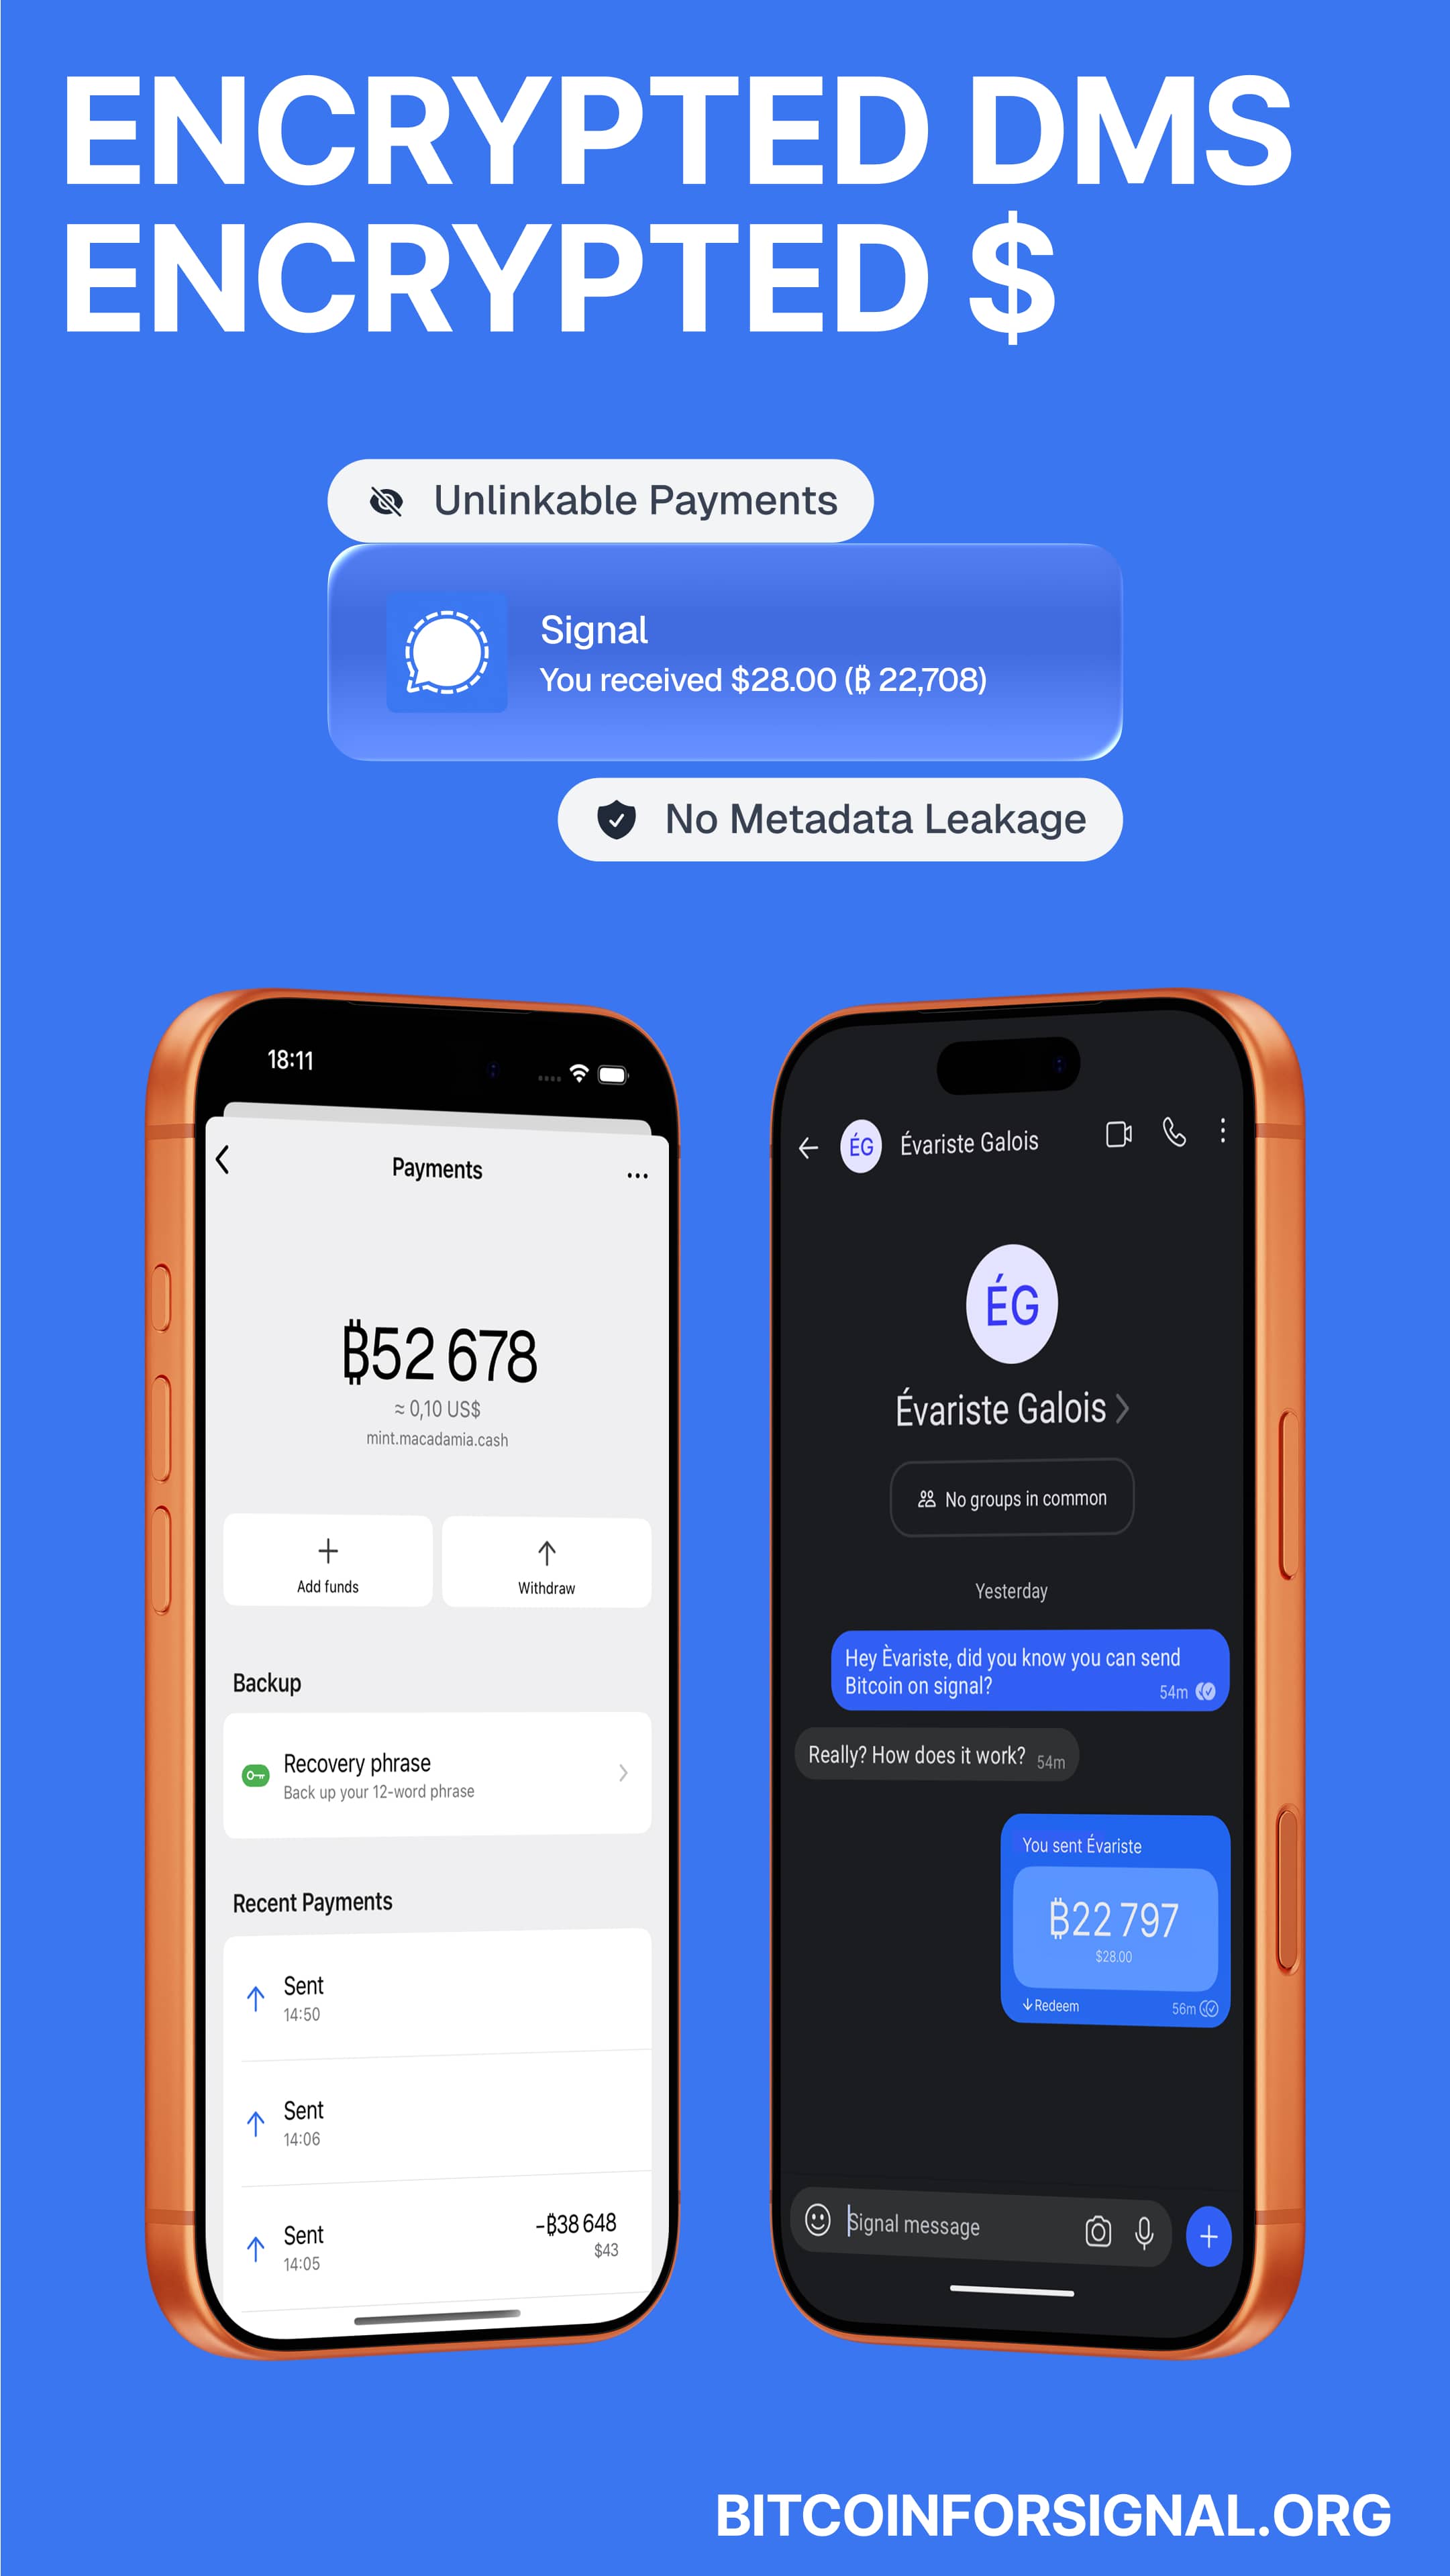 ENCRYPTED DMS
ENCRYPTED $
Unlinkable Payments
Signal
You received $28.00 (₿ 22,708)
No Metadata Leakage
18:11
Payments
₿52 678
≈ 0,10 US$
mint.macadamia.cash
Add funds
Withdraw
Backup
Recovery phrase
Back up your 12-word phrase
Recent Payments
Sent
14:50
Sent
14:06
Sent
14:05
-₿38 648
$43
ÉG
Évariste Galois
ÉG
Évariste Galois
No groups in common
Yesterday
Hey Èvariste, did you know you can send
Bitcoin on signal?
54m
Really? How does it work?
54m
You sent Évariste
₿22 797
$28.00
Redeem
56m
Signal message
BITCOINFORSIGNAL.ORG